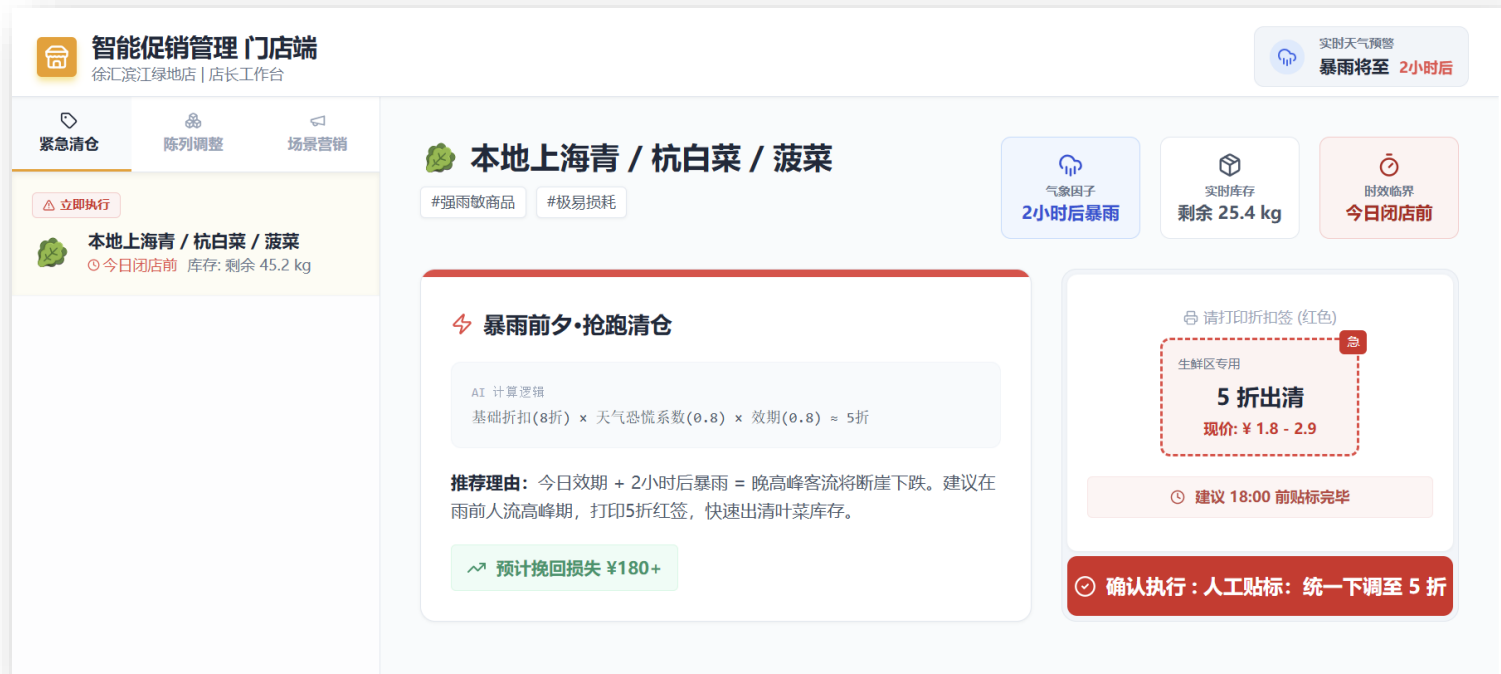 智能促销管理 门店端
徐汇滨江绿地店 | 店长工作台
实时天气预警
暴雨将至 2小时后
紧急清仓
陈列调整
场景营销
立即执行
本地上海青 / 杭白菜 / 菠菜
今日闭店前 库存: 剩余 45.2 kg
本地上海青 / 杭白菜 / 菠菜
#强雨敏商品
#极易损耗
气象因子
2小时后暴雨
实时库存
剩余 25.4 kg
时效临界
今日闭店前
暴雨前夕·抢跑清仓
AI 计算逻辑
基础折扣(8折) × 天气恐慌系数(0.8) × 效期(0.8) ≈ 5折
推荐理由：今日效期 + 2小时后暴雨 = 晚高峰客流将断崖下跌。建议在
雨前人流高峰期，打印5折红签，快速出清叶菜库存。
预计挽回损失 ¥180+
请打印折扣签 (红色)
急
生鲜区专用
5 折出清
现价: ¥ 1.8 - 2.9
建议 18:00 前贴标完毕
确认执行 : 人工贴标：统一下调至 5 折